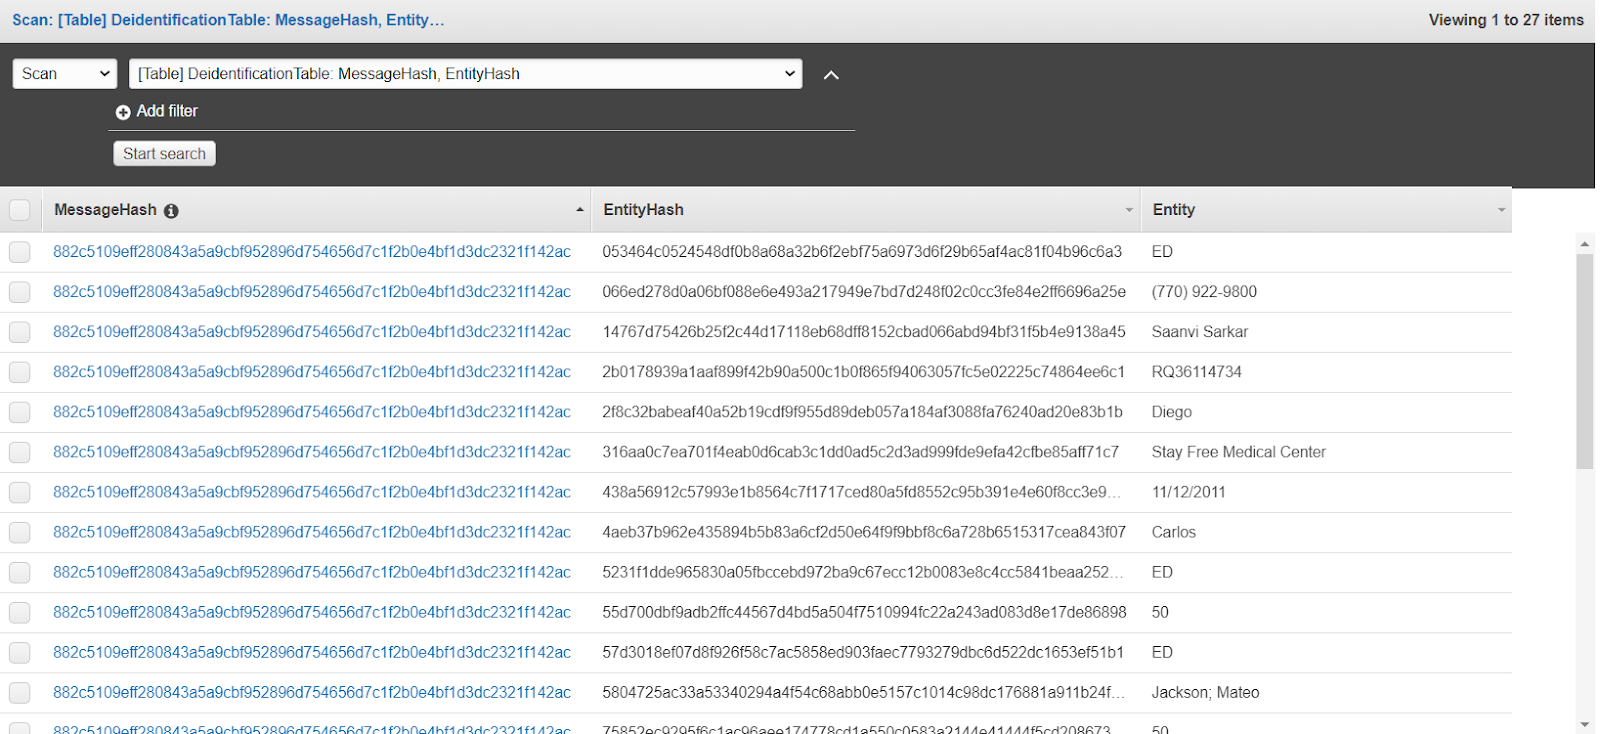 Scan: [Table] DeidentificationTable: MessageHash, Entity…
Viewing 1 to 27 items
Scan
[Table] DeidentificationTable: MessageHash, EntityHash
Add filter
Start search
MessageHash EntityHash Entity
882c5109eff280843a5a9cbf952896d754656d7c1f2b0e4bf1d3dc2321f142ac 053464c0524548df0b8a68a32b6f2ebf75a6973d6f29b65af4ac81f04b96c6a3 ED
882c5109eff280843a5a9cbf952896d754656d7c1f2b0e4bf1d3dc2321f142ac 066ed278d0a06bf088e6e493a217949e7bd7d248f02c0cc3fe84e2ff6696a25e (770) 922-9800
882c5109eff280843a5a9cbf952896d754656d7c1f2b0e4bf1d3dc2321f142ac 14767d75426b25f2c44d17118eb68dff8152cbad066abd94bf31f5b4e9138a45 Saanvi Sarkar
882c5109eff280843a5a9cbf952896d754656d7c1f2b0e4bf1d3dc2321f142ac 2b0178939a1aaf899f42b90a500c1b0f865f94063057fc5e02225c74864ee6c1 RQ36114734
882c5109eff280843a5a9cbf952896d754656d7c1f2b0e4bf1d3dc2321f142ac 2f8c32babeaf40a52b19cdf9f955d89deb057a184af3088fa76240ad20e83b1b Diego
882c5109eff280843a5a9cbf952896d754656d7c1f2b0e4bf1d3dc2321f142ac 316aa0c7ea701f4eab0d6cab3c1dd0ad5c2d3ad999fde9efa42cfbe85aff71c7 Stay Free Medical Center
882c5109eff280843a5a9cbf952896d754656d7c1f2b0e4bf1d3dc2321f142ac 438a56912c57993e1b8564c7f1717ced80a5fd8552c95b391e4e60f8cc3e9… 11/12/2011
882c5109eff280843a5a9cbf952896d754656d7c1f2b0e4bf1d3dc2321f142ac 4aeb37b962e435894b5b83a6cf2d50e64f9f9bbf8c6a728b6515317cea843f07 Carlos
882c5109eff280843a5a9cbf952896d754656d7c1f2b0e4bf1d3dc2321f142ac 5231f1dde965830a05fbccebd972ba9c67ecc12b0083e8c4cc5841beaa252… ED
882c5109eff280843a5a9cbf952896d754656d7c1f2b0e4bf1d3dc2321f142ac 55d700dbf9adb2ffc44567d4bd5a504f7510994fc22a243ad083d8e17de86898 50
882c5109eff280843a5a9cbf952896d754656d7c1f2b0e4bf1d3dc2321f142ac 57d3018ef07d8f926f58c7ac5858ed903faec7793279dbc6d522dc1653ef51b1 ED
882c5109eff280843a5a9cbf952896d754656d7c1f2b0e4bf1d3dc2321f142ac 5804725ac33a53340294a4f54c68abb0e5157c1014c98dc176881a911b24f… Jackson; Mateo
882c5109eff280843a5a9cbf952896d754656d7c1f2b0e4bf1d3dc2321f142ac 50